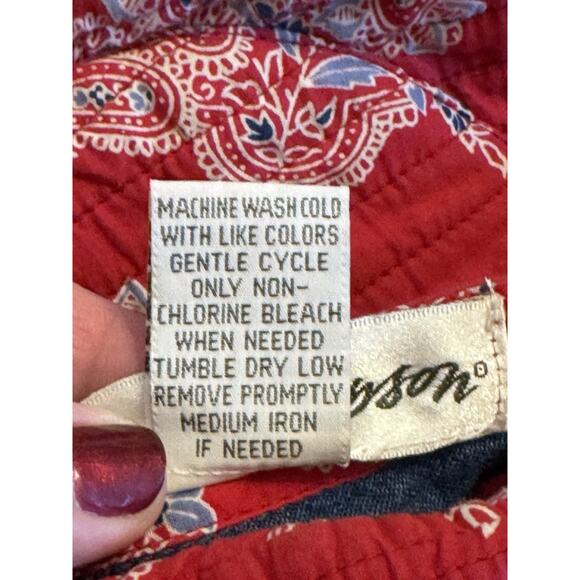 MACHINE WASH COLD
WITH LIKE COLORS
GENTLE CYCLE
ONLY NON-
CHLORINE BLEACH
WHEN NEEDED
TUMBLE DRY LOW
REMOVE PROMPTLY
MEDIUM IRON
IF NEEDED